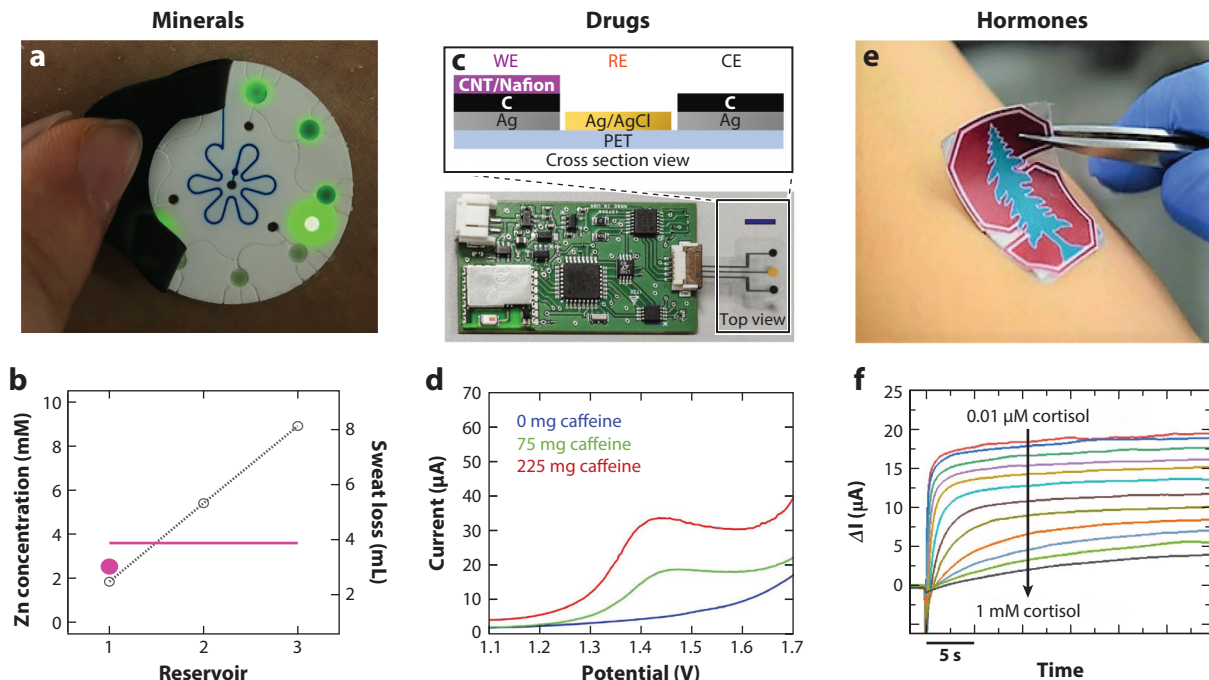 Minerals
Drugs
Hormones
a
c
WE
RE
CE
CNT/Nafion
C
C
Ag
Ag/AgCl
Ag
PET
Cross section view
Top view
e
b
10
8
6
4
2
0
Zn concentration (mM)
8
6
4
2
Sweat loss (mL)
1
2
3
Reservoir
d
70
60
50
40
30
20
10
0
Current (μA)
0 mg caffeine
75 mg caffeine
225 mg caffeine
1.1
1.2
1.3
1.4
1.5
1.6
1.7
Potential (V)
f
25
20
15
10
5
0
ΔI (μA)
0.01 μM cortisol
1 mM cortisol
5 s
Time